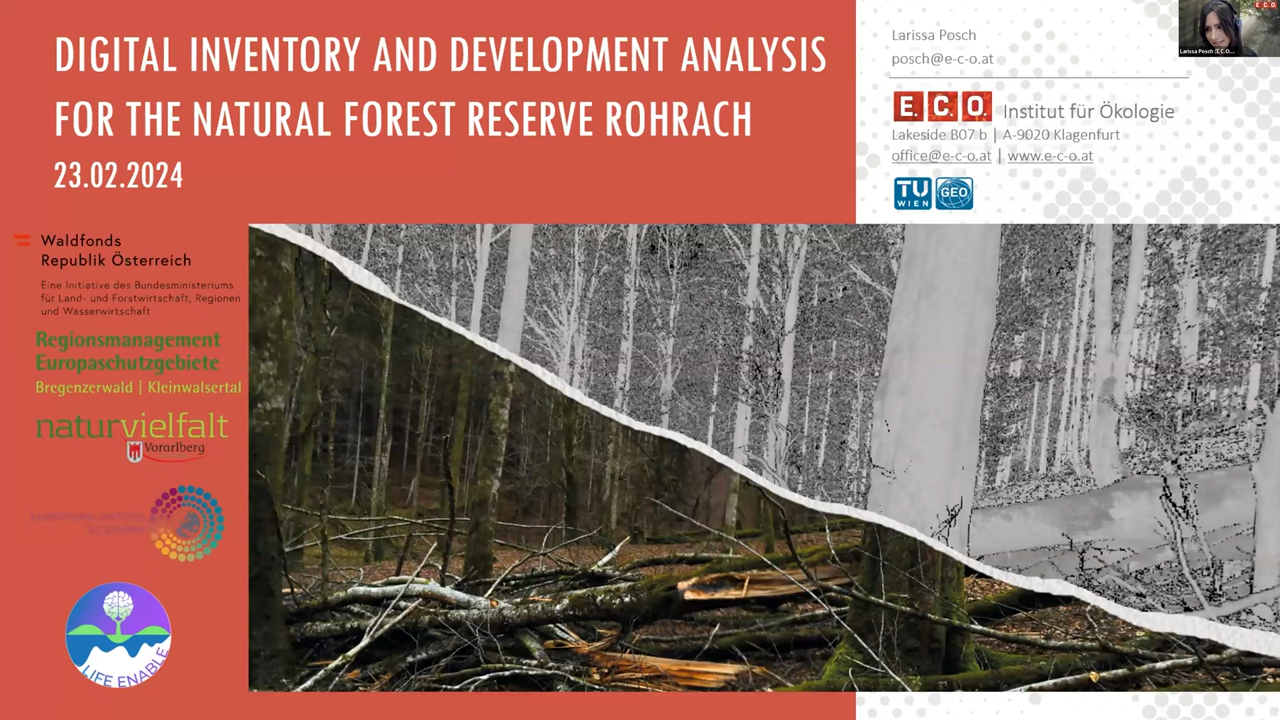 DIGITAL INVENTORY AND DEVELOPMENT ANALYSIS
FOR THE NATURAL FOREST RESERVE ROHRACH
23.02.2024
Larissa Posch
posch@e-c-o.at
E.C.O. Institut für Ökologie
Lakeside B07 b | A-9020 Klagenfurt
office@e-c-o.at | www.e-c-o.at
TU
WIEN
GEO
E.C.O.
Larissa Posch (E.C.O....
Waldfonds
Republik Österreich
Eine Initiative des Bundesministeriums
für Land- und Forstwirtschaft, Regionen
und Wasserwirtschaft
Regionsmanagement
Europaschutzgebiete
Bregenzerwald | Kleinwalsertal
naturvielfalt
Vorarlberg
LIFE ENABLE